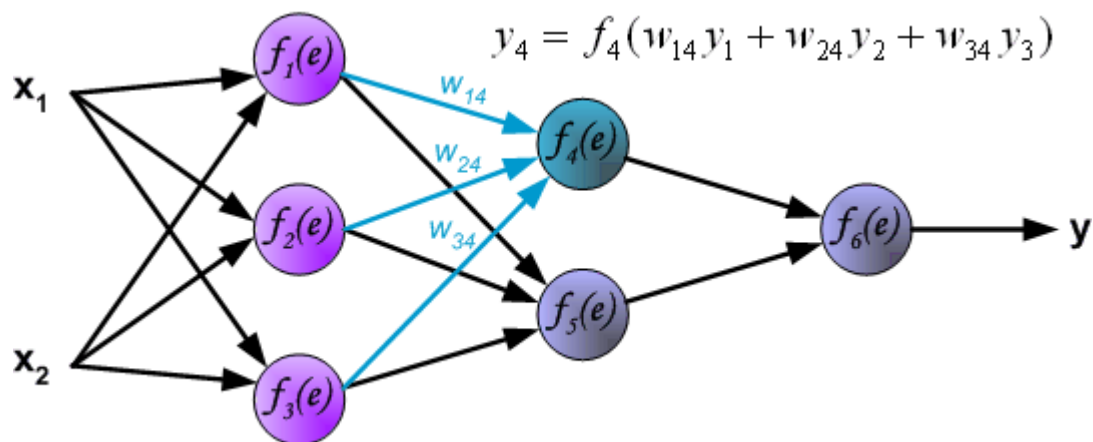 y₄ = f₄(w₁₄y₁ + w₂₄y₂ + w₃₄y₃)
f₁(e)
x₁
w₁₄
f₄(e)
w₂₄
f₂(e)
w₃₄
f₆(e)
y
f₅(e)
x₂
f₃(e)